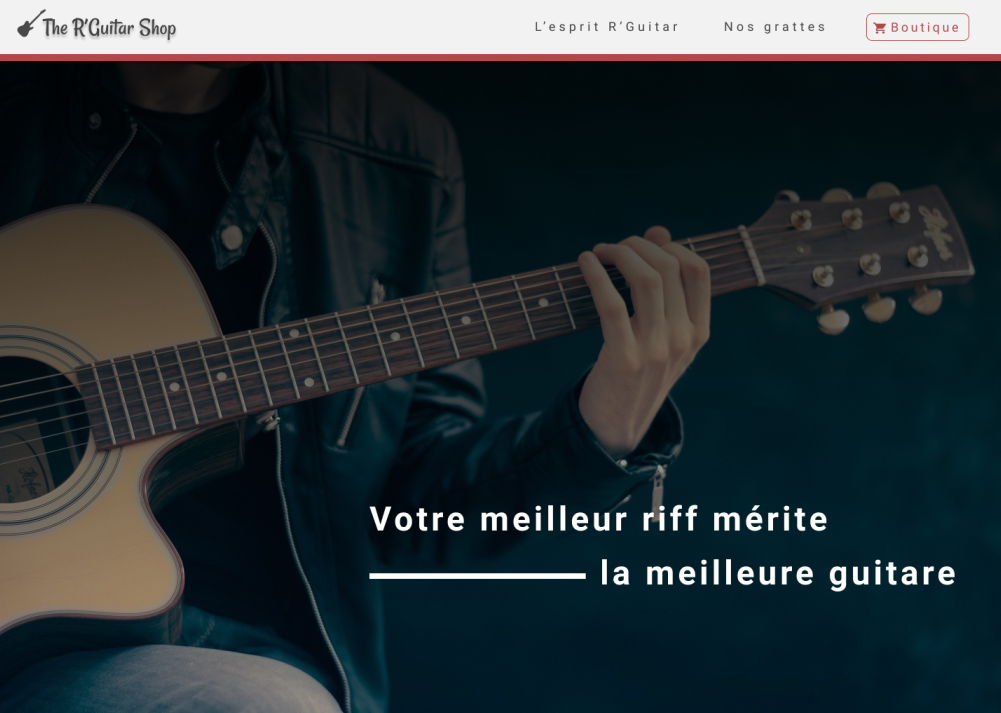 The R'Guitar Shop
L'esprit R'Guitar
Nos grattes
Boutique
Votre meilleur riff mérite
la meilleure guitare